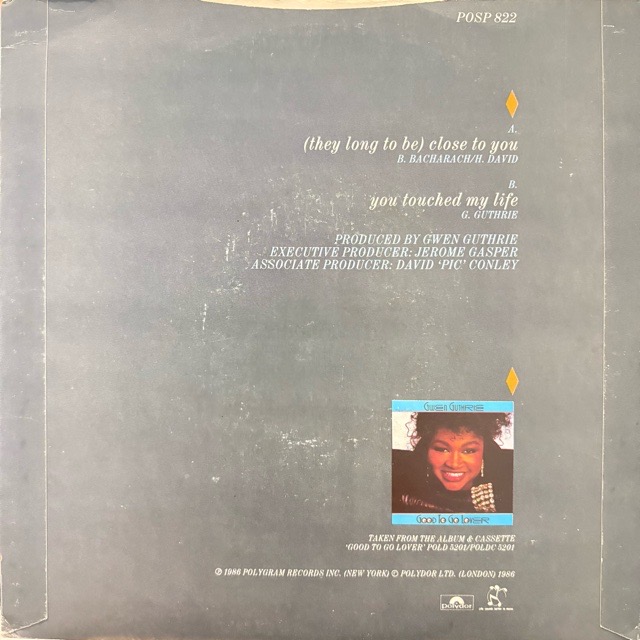 POSP 822
A.
(they long to be) close to you
B. BACHARACH/H. DAVID
B.
you touched my life
G. GUTHRIE
PRODUCED BY GWEN GUTHRIE
EXECUTIVE PRODUCER: JEROME GASPER
ASSOCIATE PRODUCER: DAVID 'PIC' CONLEY
GWEN GUTHRIE
GOOD TO GO LOVER
TAKEN FROM THE ALBUM & CASSETTE
'GOOD TO GO LOVER' POLD 5201/POLDC 5201
℗ 1986 POLYGRAM RECORDS INC. (NEW YORK) © POLYDOR LTD. (LONDON) 1986
polydor